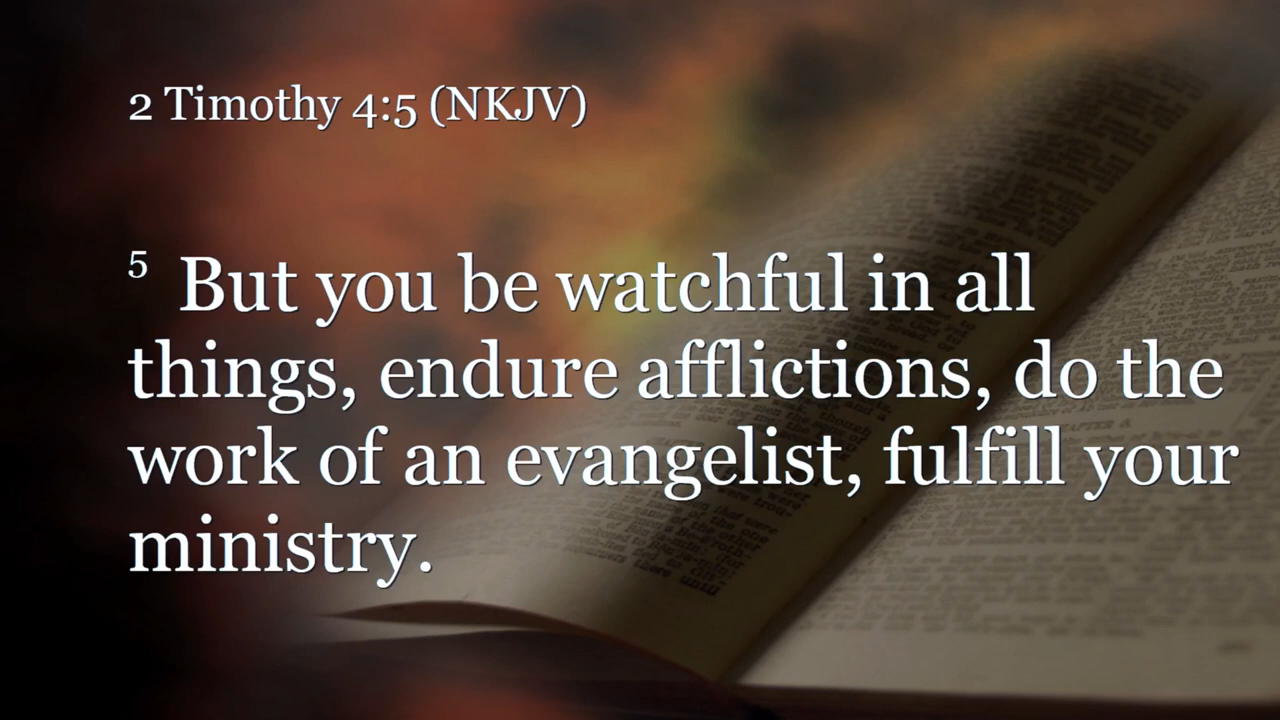 2 Timothy 4:5 (NKJV)
5 But you be watchful in all
things, endure afflictions, do the
work of an evangelist, fulfill your
ministry.